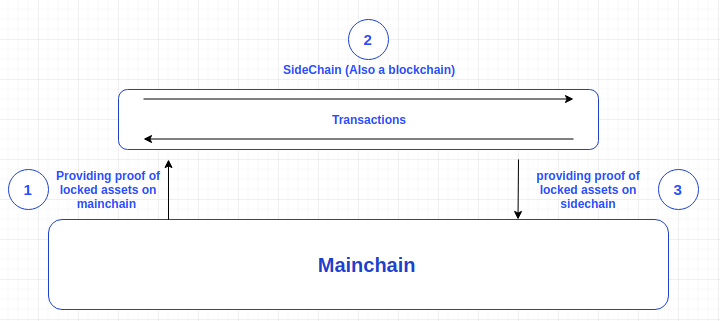 2
SideChain (Also a blockchain)
Transactions
1
Providing proof of
locked assets on
mainchain
providing proof of
locked assets on
sidechain
3
Mainchain